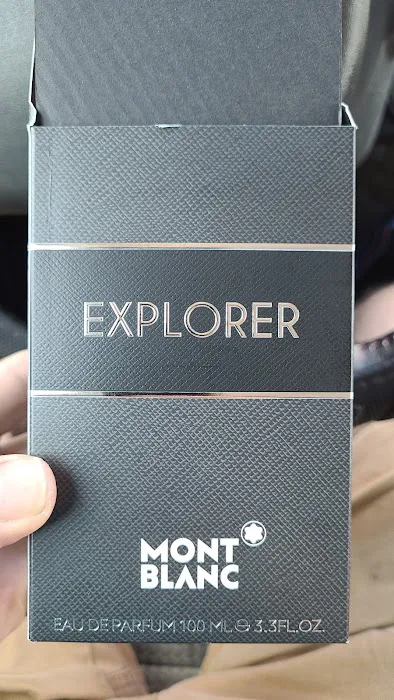 EXPLORER
MONT
BLANC
EAU DE PARFUM 100 ML ℮ 3.3FL.OZ.